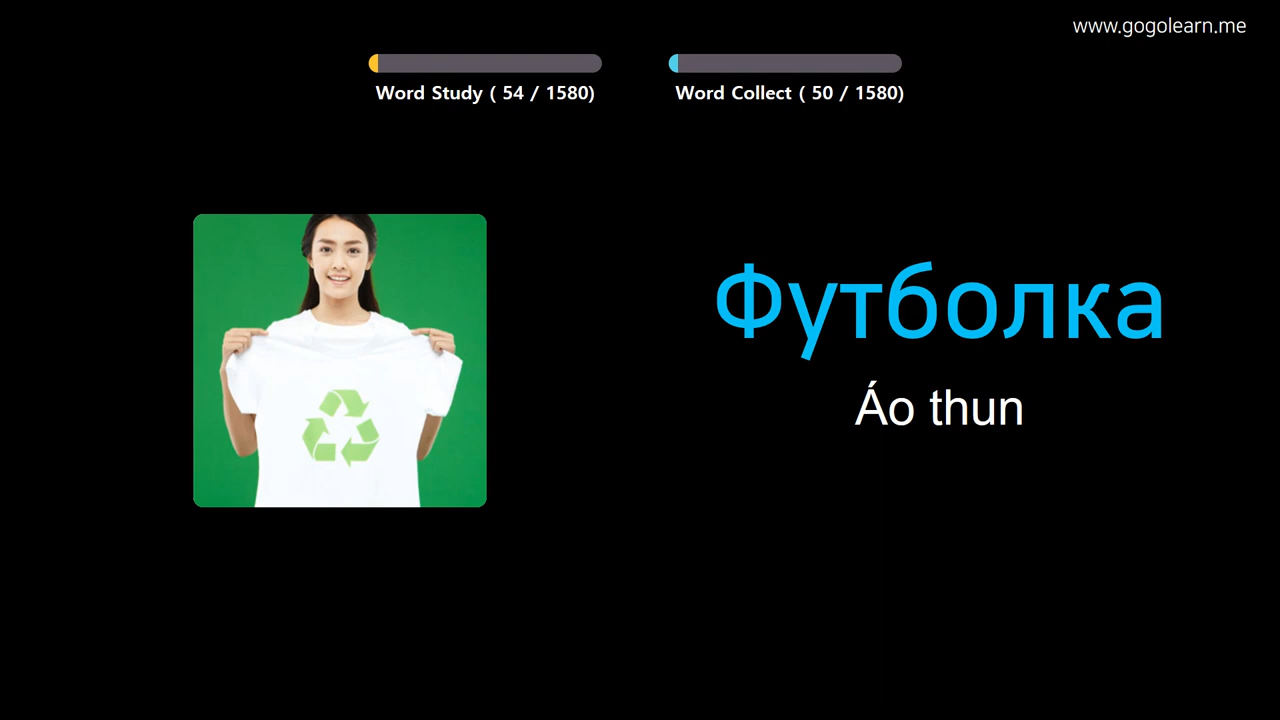 www.gogolearn.me
Word Study ( 54 / 1580)
Word Collect ( 50 / 1580)
Футболка
Áo thun